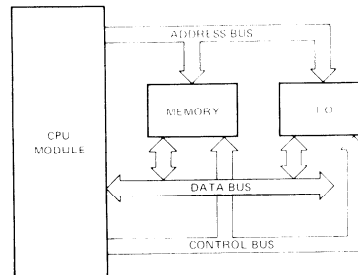 ADDRESS BUS
MEMORY
I/O
CPU
MODULE
DATA BUS
CONTROL BUS